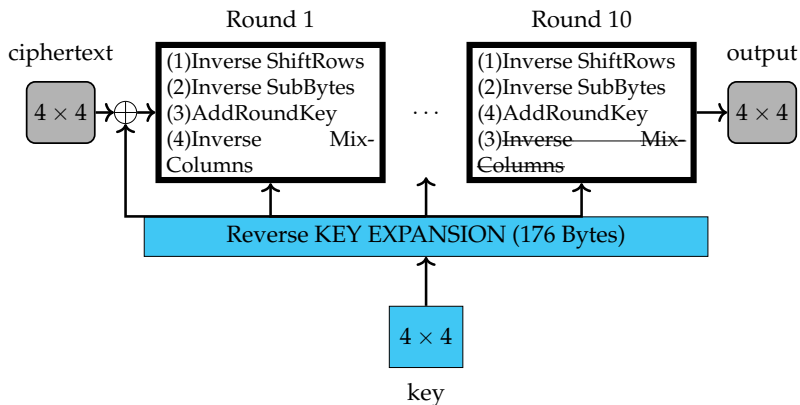 Round 1
Round 10
ciphertext
output
4 × 4
(1)Inverse ShiftRows
(2)Inverse SubBytes
(3)AddRoundKey
(4)Inverse Mix-
Columns
...
(1)Inverse ShiftRows
(2)Inverse SubBytes
(4)AddRoundKey
(3)Inverse Mix-
Columns
4 × 4
Reverse KEY EXPANSION (176 Bytes)
4 × 4
key